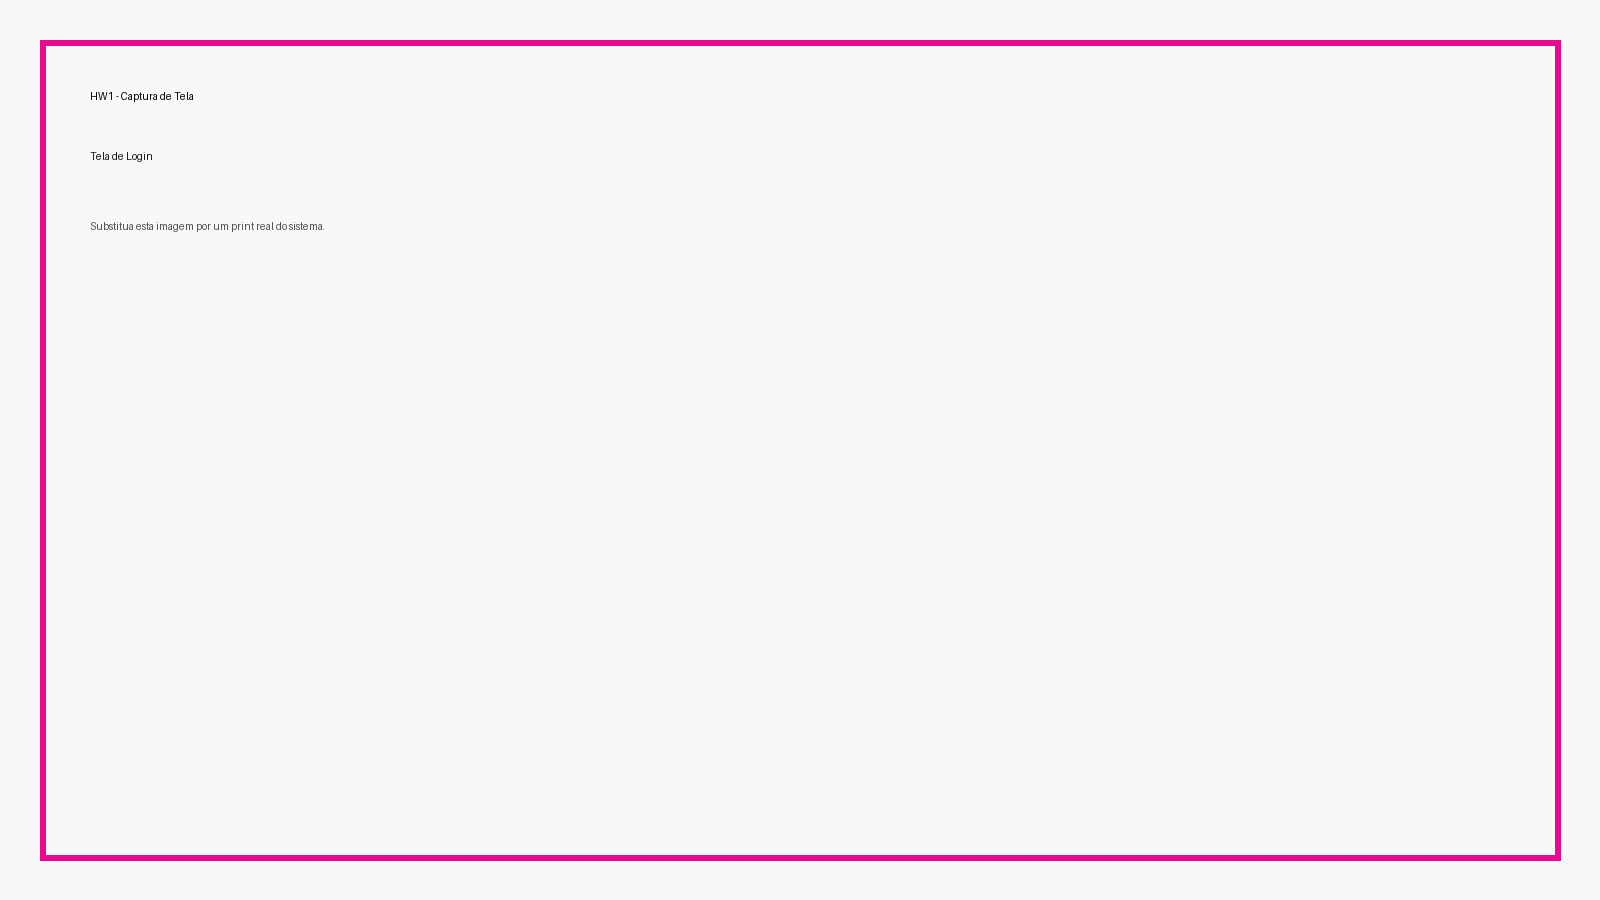 HW1 - Captura de Tela
Tela de Login
Substitua esta imagem por um print real do sistema.